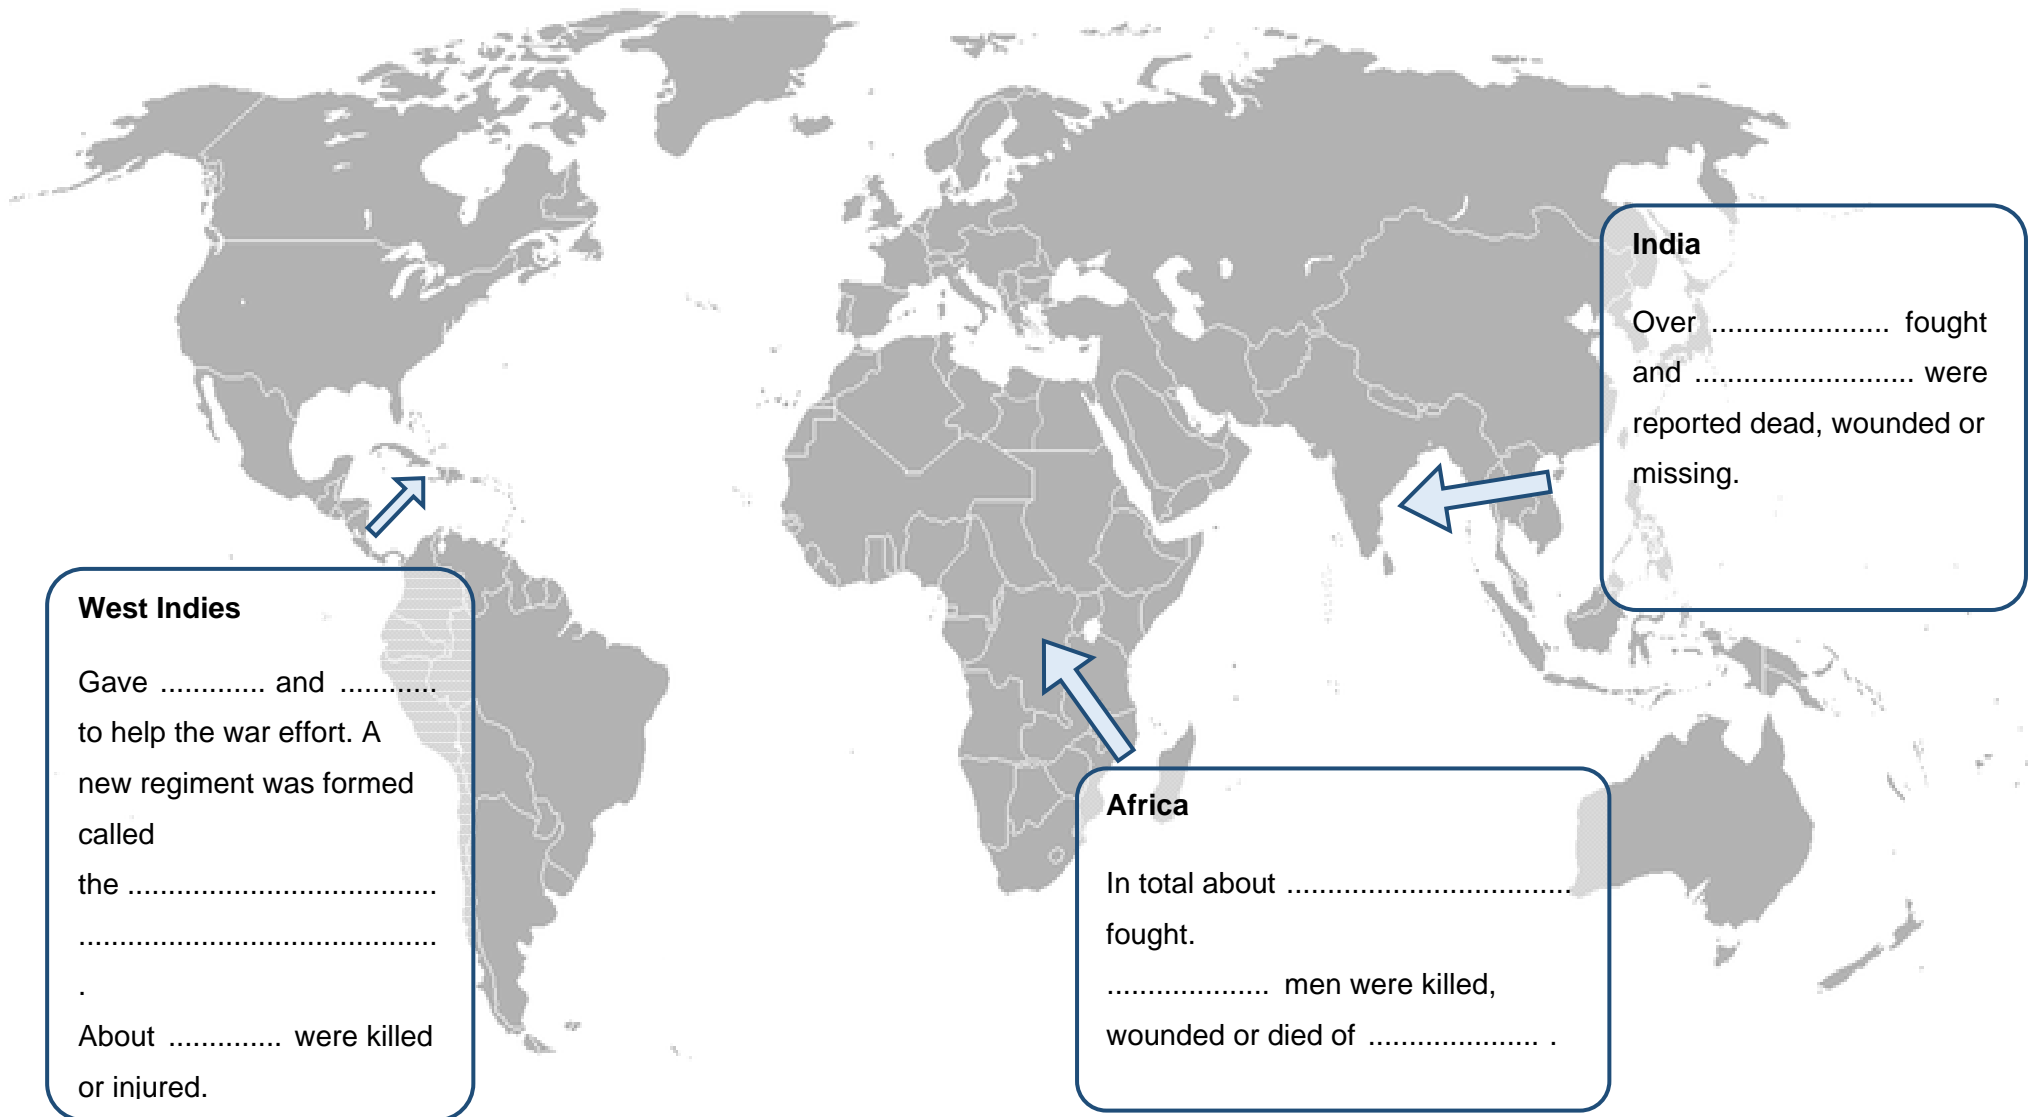 India
Over ...................... fought
and ........................... were
reported dead, wounded or
missing.
West Indies
Gave ............. and ............
to help the war effort. A
new regiment was formed
called
the ......................................
............................................
.
About .............. were killed
or injured.
Africa
In total about ...................................
fought.
.................... men were killed,
wounded or died of ..................... .